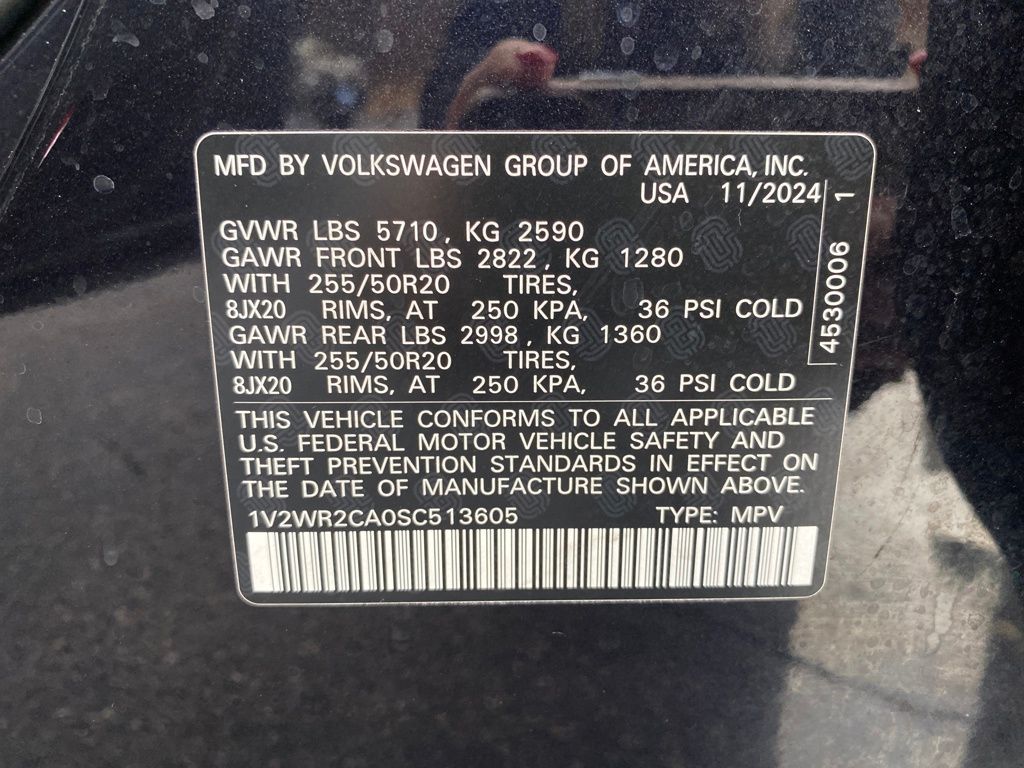 MFD BY VOLKSWAGEN GROUP OF AMERICA, INC.
USA 11/2024
GVWR LBS 5710, KG 2590
GAWR FRONT LBS 2822, KG 1280
WITH 255/50R20 TIRES,
8JX20 RIMS, AT 250 KPA, 36 PSI COLD
GAWR REAR LBS 2998, KG 1360
WITH 255/50R20 TIRES,
8JX20 RIMS, AT 250 KPA, 36 PSI COLD
4530006 1
THIS VEHICLE CONFORMS TO ALL APPLICABLE
U.S. FEDERAL MOTOR VEHICLE SAFETY AND
THEFT PREVENTION STANDARDS IN EFFECT ON
THE DATE OF MANUFACTURE SHOWN ABOVE.
1V2WR2CA0SC513605 TYPE: MPV